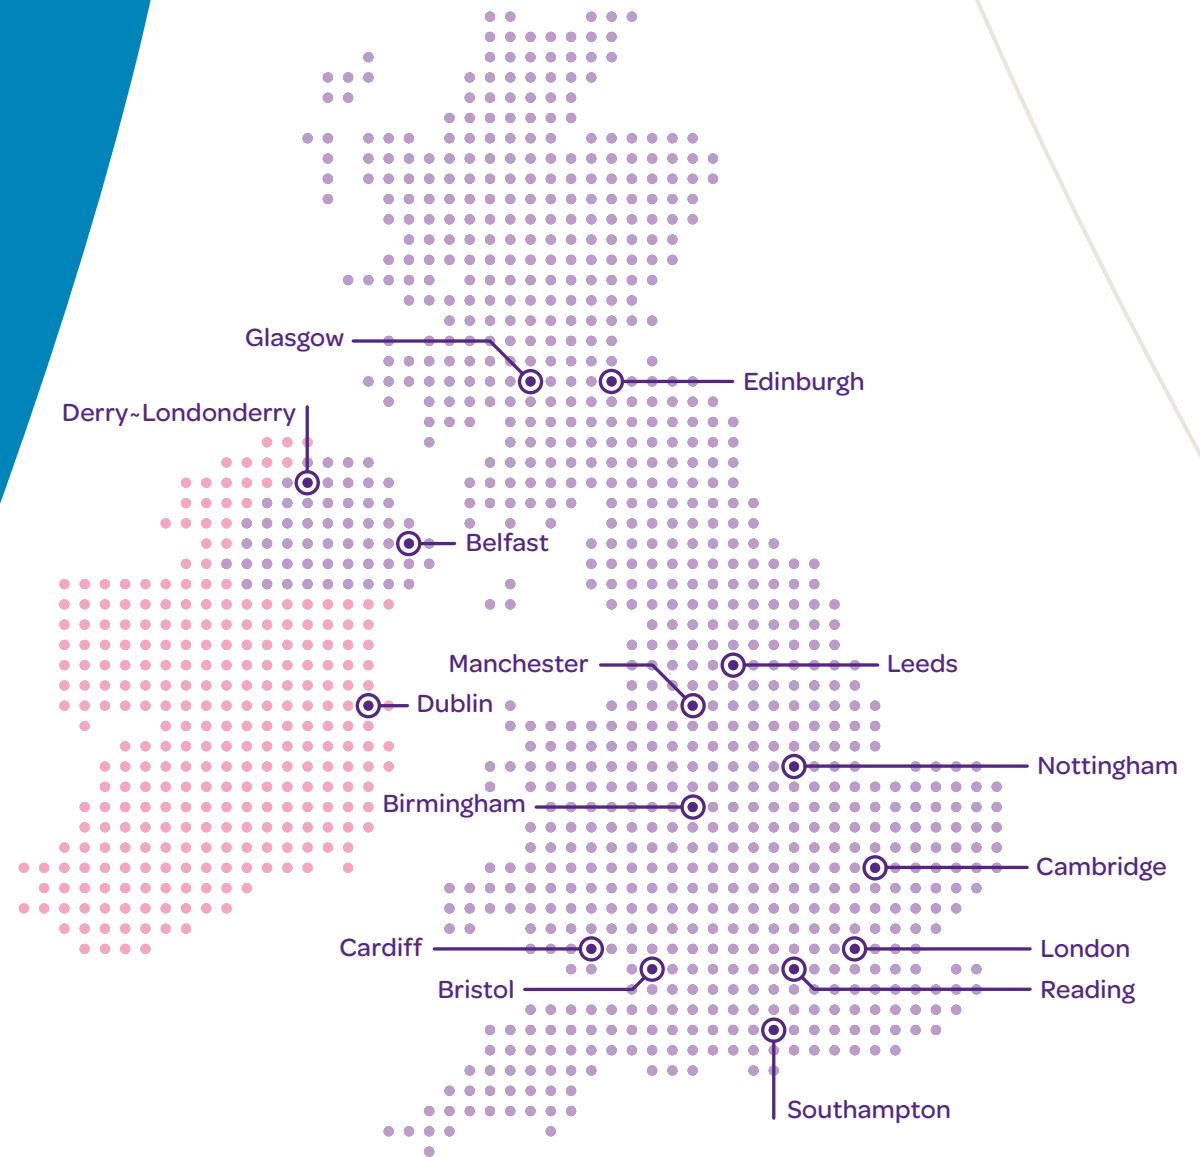 Glasgow
Edinburgh
Derry~Londonderry
Belfast
Manchester
Leeds
Dublin
Nottingham
Birmingham
Cambridge
Cardiff
London
Bristol
Reading
Southampton